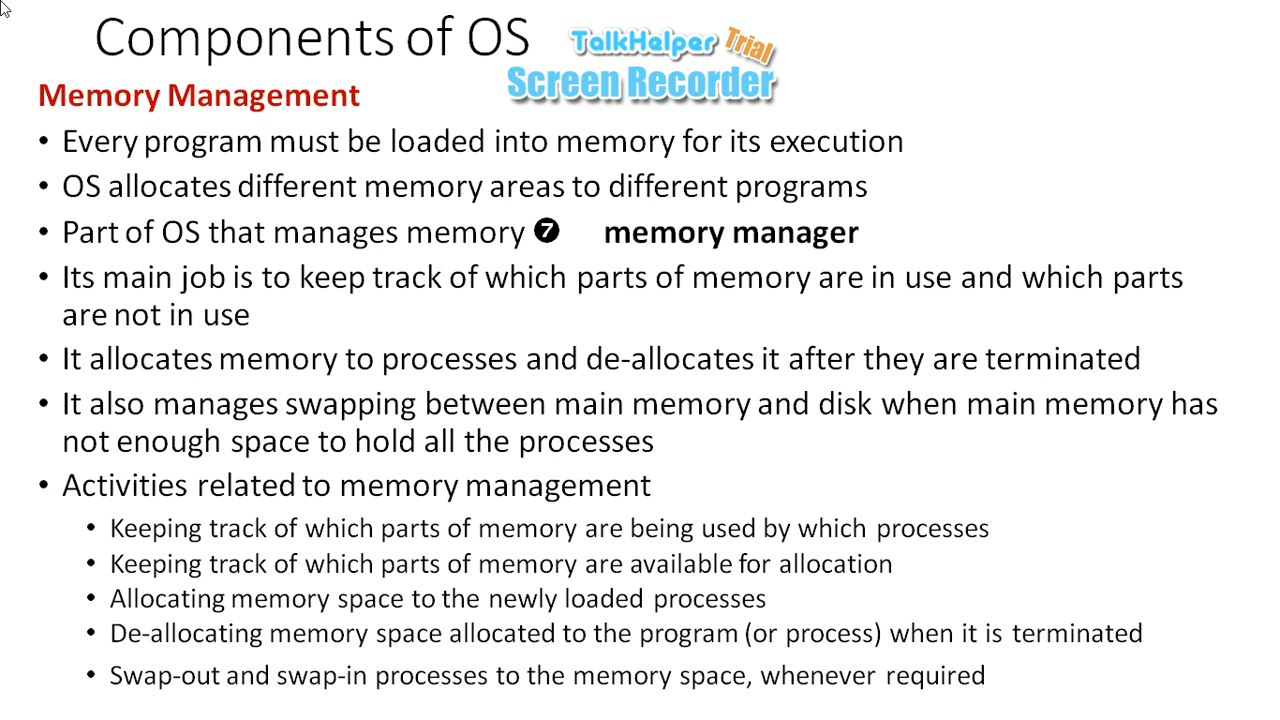 Components of OS
TalkHelper Trial
Screen Recorder
Memory Management
• Every program must be loaded into memory for its execution
• OS allocates different memory areas to different programs
• Part of OS that manages memory ❼ memory manager
• Its main job is to keep track of which parts of memory are in use and which parts
are not in use
• It allocates memory to processes and de-allocates it after they are terminated
• It also manages swapping between main memory and disk when main memory has
not enough space to hold all the processes
• Activities related to memory management
• Keeping track of which parts of memory are being used by which processes
• Keeping track of which parts of memory are available for allocation
• Allocating memory space to the newly loaded processes
• De-allocating memory space allocated to the program (or process) when it is terminated
• Swap-out and swap-in processes to the memory space, whenever required